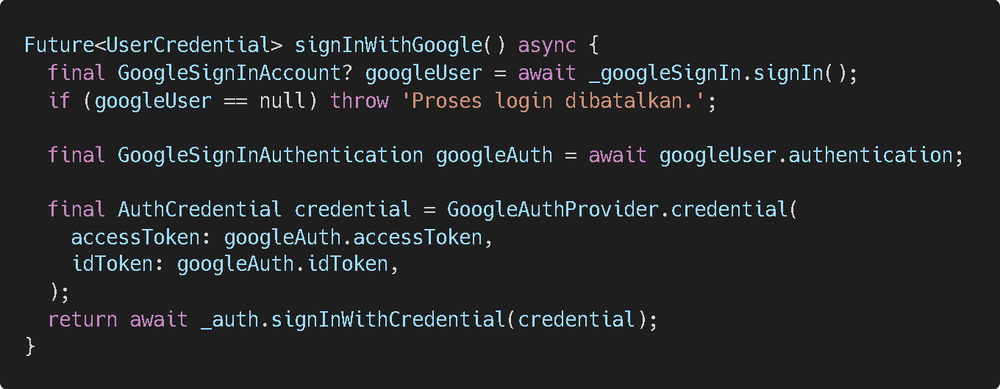 Future<UserCredential> signInWithGoogle() async {
  final GoogleSignInAccount? googleUser = await _googleSignIn.signIn();
  if (googleUser == null) throw 'Proses login dibatalkan.';

  final GoogleSignInAuthentication googleAuth = await googleUser.authentication;

  final AuthCredential credential = GoogleAuthProvider.credential(
    accessToken: googleAuth.accessToken,
    idToken: googleAuth.idToken,
  );
  return await _auth.signInWithCredential(credential);
}